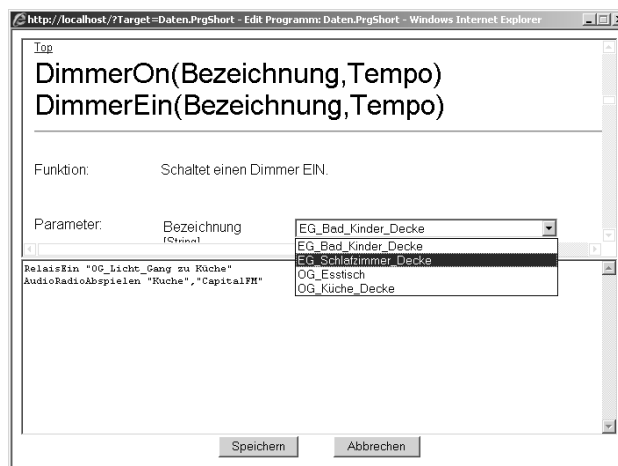 http://localhost/?Target=Daten.PrgShort - Edit Programm: Daten.PrgShort - Windows Internet Explorer
Top
DimmerOn(Bezeichnung,Tempo)
DimmerEin(Bezeichnung,Tempo)
Funktion: Schaltet einen Dimmer EIN.
Parameter: Bezeichnung EG_Bad_Kinder_Decke
[String]
EG_Bad_Kinder_Decke
EG_Schlafzimmer_Decke
OG_Esstisch
OG_Küche_Decke
RelaisEin "OG_Licht_Gang zu Küche"
AudioRadioAbspielen "Kuche","CapitalFM"
Speichern Abbrechen